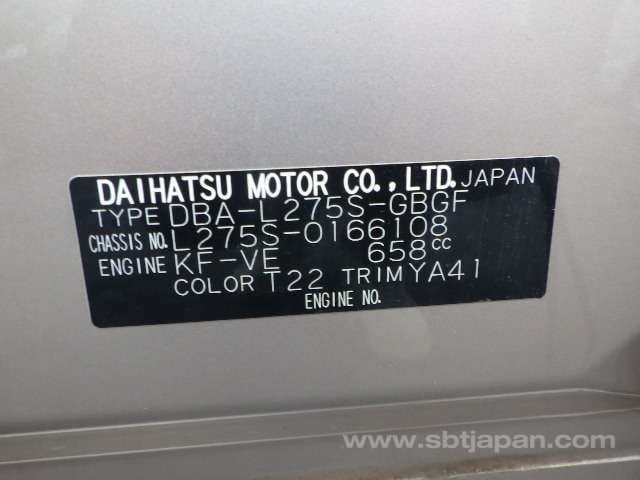 DAIHATSU MOTOR CO.,LTD. JAPAN
TYPE DBA-L275S-GBGF
CHASSIS NO. L275S-0166108
ENGINE KF-VE 658cc
COLOR T22 TRIM YA41
ENGINE NO.
www.sbtjapan.com